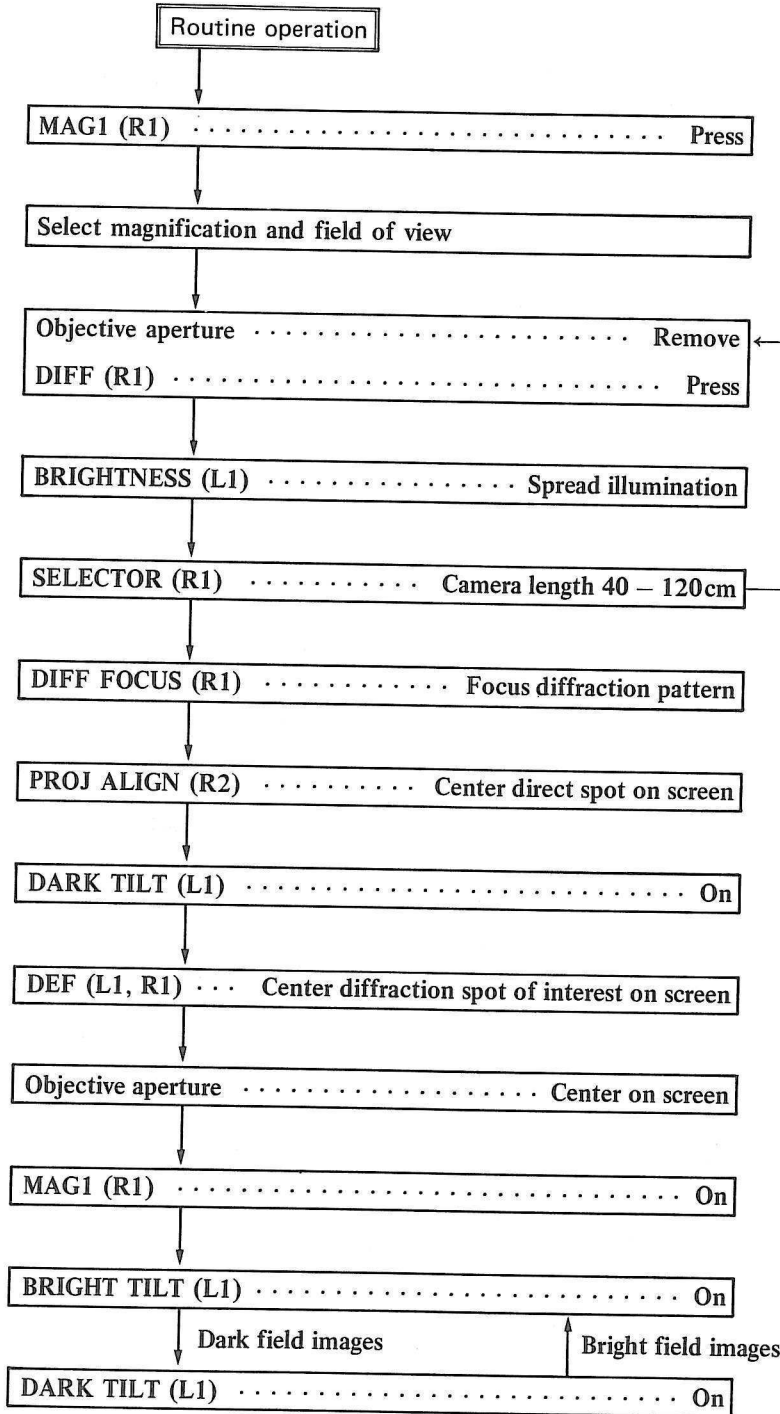 Routine operation
MAG1 (R1) . . . . . . . . . . . . . . . . . . . . . . . . . . . . . . Press
Select magnification and field of view
Objective aperture . . . . . . . . . . . . . . . . . . . . . . . . Remove
DIFF (R1) . . . . . . . . . . . . . . . . . . . . . . . . . . . . . . . Press
BRIGHTNESS (L1) . . . . . . . . . . . . . . . . Spread illumination
SELECTOR (R1) . . . . . . . . . . . Camera length 40 – 120cm
DIFF FOCUS (R1) . . . . . . . . . . . . Focus diffraction pattern
PROJ ALIGN (R2) . . . . . . . . . . Center direct spot on screen
DARK TILT (L1) . . . . . . . . . . . . . . . . . . . . . . . . . . . . On
DEF (L1, R1) . . . Center diffraction spot of interest on screen
Objective aperture . . . . . . . . . . . . . . . . . . . Center on screen
MAG1 (R1) . . . . . . . . . . . . . . . . . . . . . . . . . . . . . . . . On
BRIGHT TILT (L1) . . . . . . . . . . . . . . . . . . . . . . . . . . . On
Dark field images Bright field images
DARK TILT (L1) . . . . . . . . . . . . . . . . . . . . . . . . . . . . On